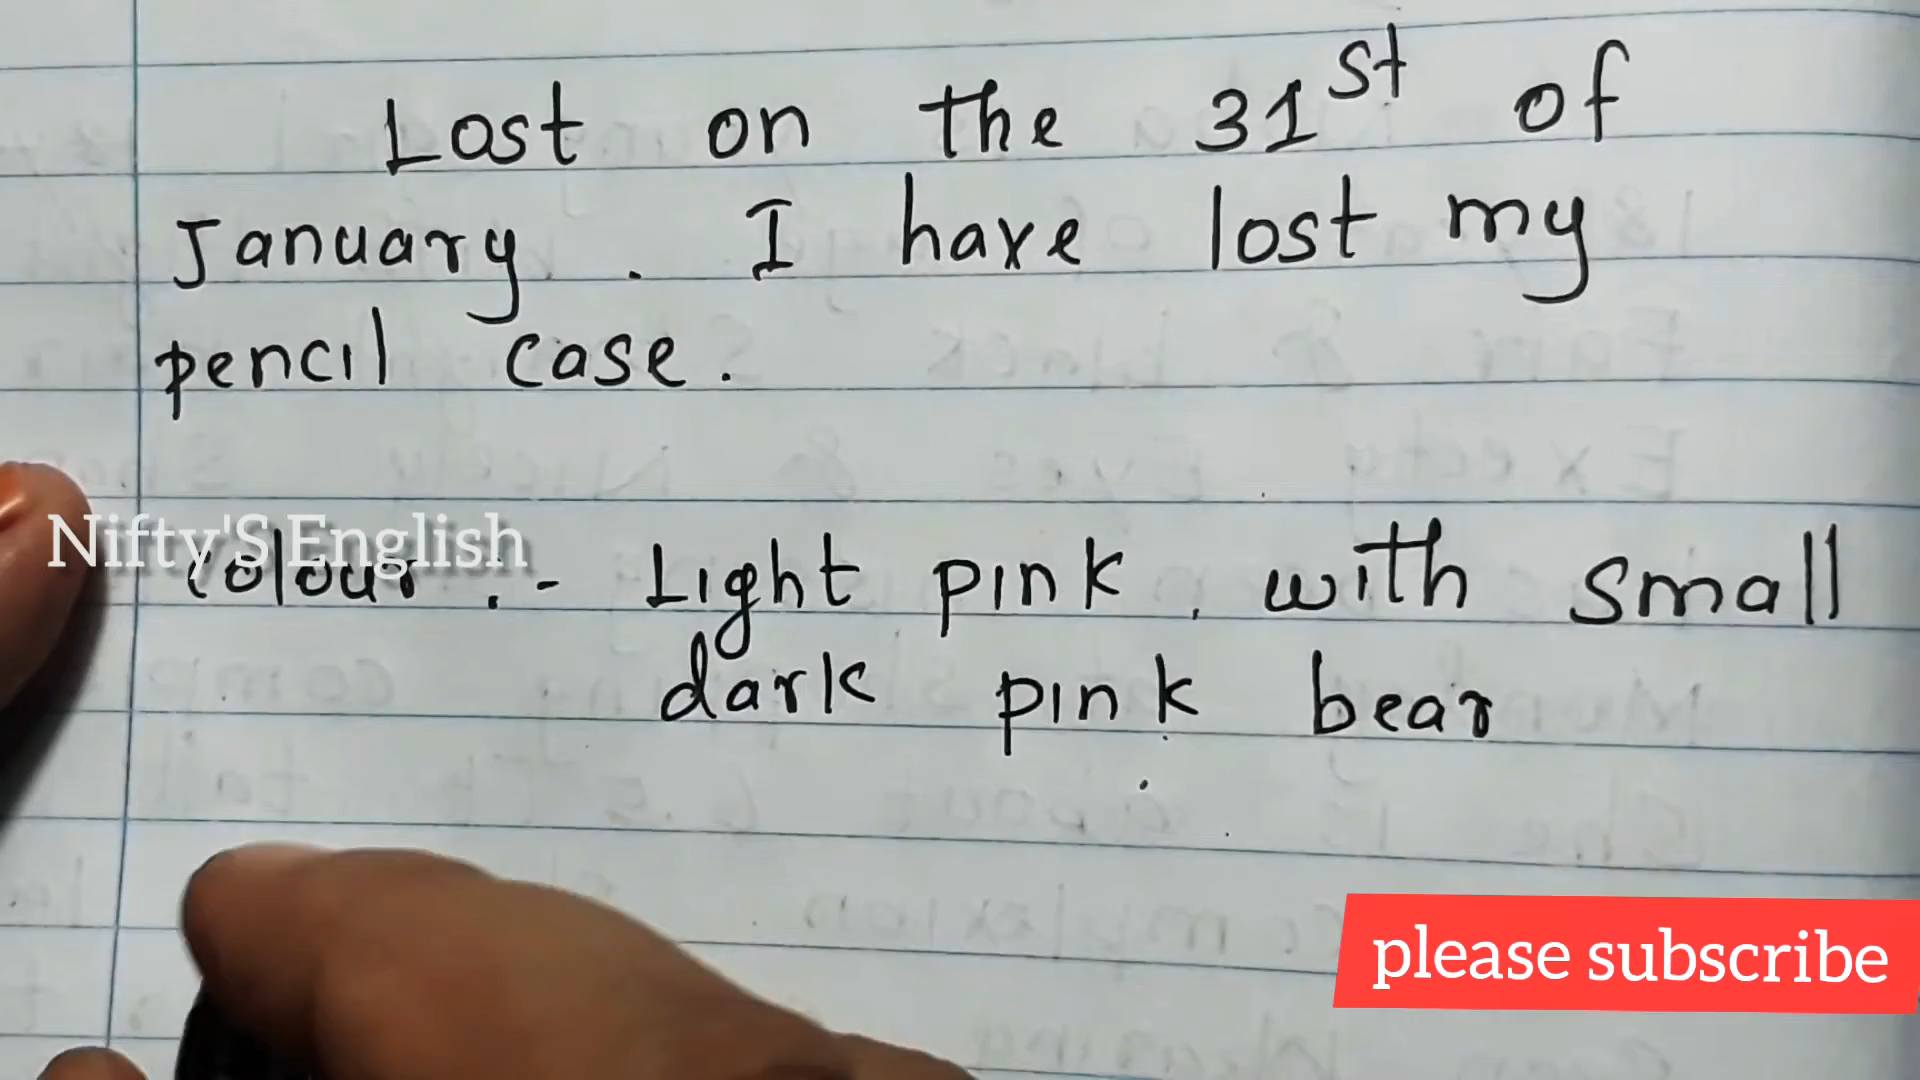 Lost on the 31st of
January. I have lost my
pencil case.
Nifty'S English
colour :- Light pink, with small
dark pink bear
please subscribe